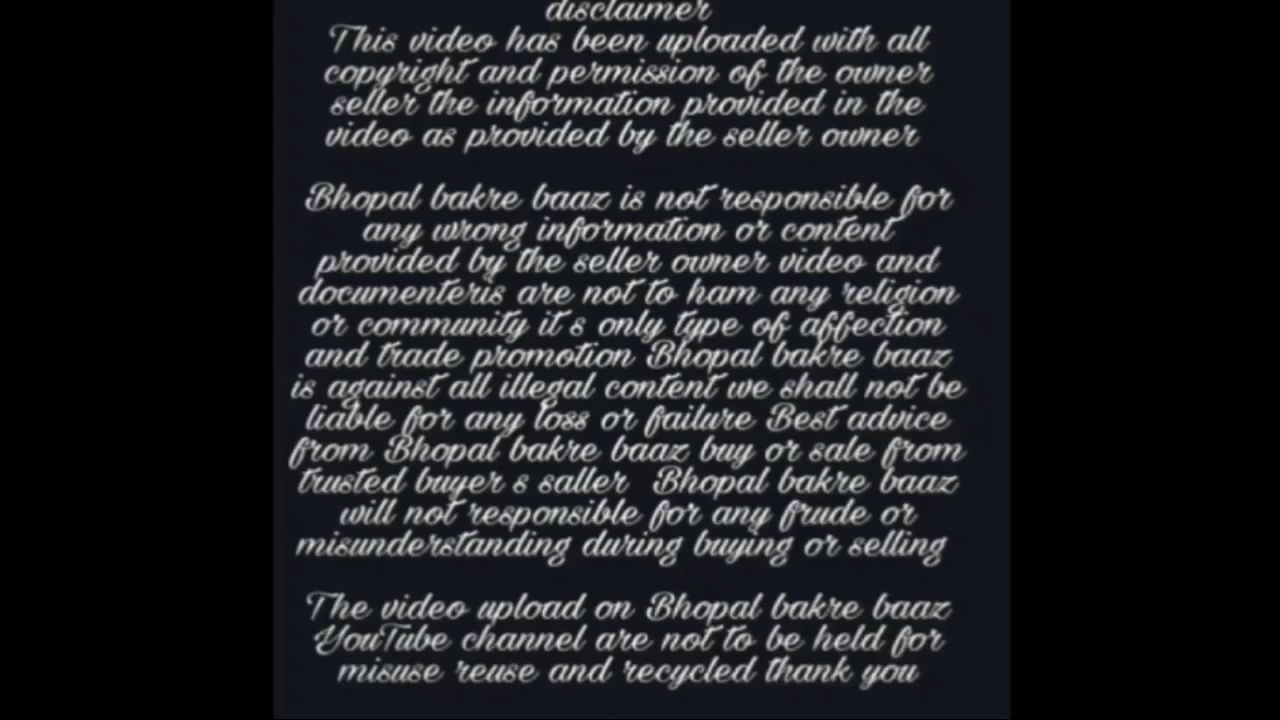 disclaimer
This video has been uploaded with all
copyright and permission of the owner
seller the information provided in the
video as provided by the seller owner
Bhopal bakre baaz is not responsible for
any wrong information or content
provided by the seller owner video and
documenteris are not to ham any religion
or community it s only type of affection
and trade promotion Bhopal bakre baaz
is against all illegal content we shall not be
liable for any loss or failure Best advice
from Bhopal bakre baaz buy or sale from
trusted buyer s saller Bhopal bakre baaz
will not responsible for any frude or
misunderstanding during buying or selling
The video upload on Bhopal bakre baaz
YouTube channel are not to be held for
misuse reuse and recycled thank you